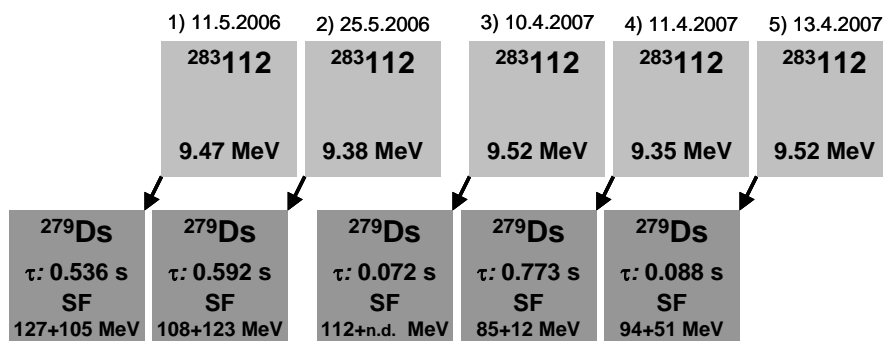 1) 11.5.2006 2) 25.5.2006 3) 10.4.2007 4) 11.4.2007 5) 13.4.2007
²⁸³112 ²⁸³112 ²⁸³112 ²⁸³112 ²⁸³112
9.47 MeV 9.38 MeV 9.52 MeV 9.35 MeV 9.52 MeV
²⁷⁹Ds ²⁷⁹Ds ²⁷⁹Ds ²⁷⁹Ds ²⁷⁹Ds
τ: 0.536 s τ: 0.592 s τ: 0.072 s τ: 0.773 s τ: 0.088 s
SF SF SF SF SF
127+105 MeV 108+123 MeV 112+n.d. MeV 85+12 MeV 94+51 MeV